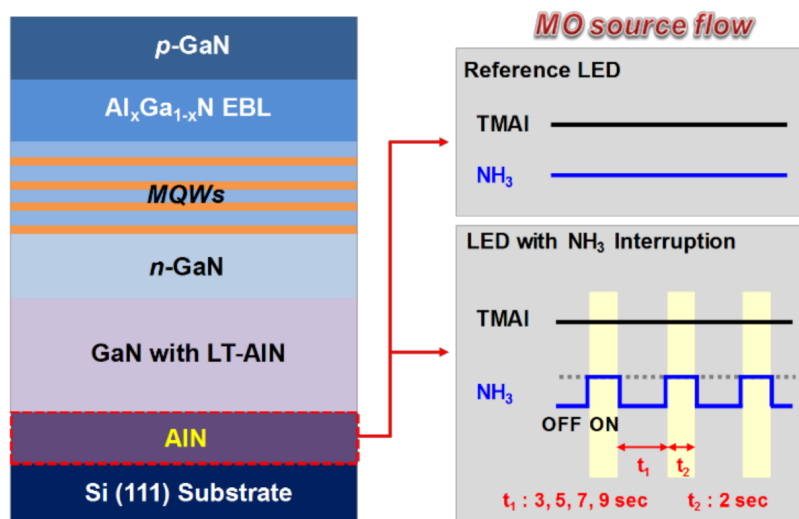 p-GaN
AlₓGa₁₋ₓN EBL
MQWs
n-GaN
GaN with LT-AlN
AlN
Si (111) Substrate
MO source flow
Reference LED
TMAl
NH₃
LED with NH₃ Interruption
TMAl
NH₃
OFF ON
t₁ t₂
t₁ : 3, 5, 7, 9 sec t₂ : 2 sec